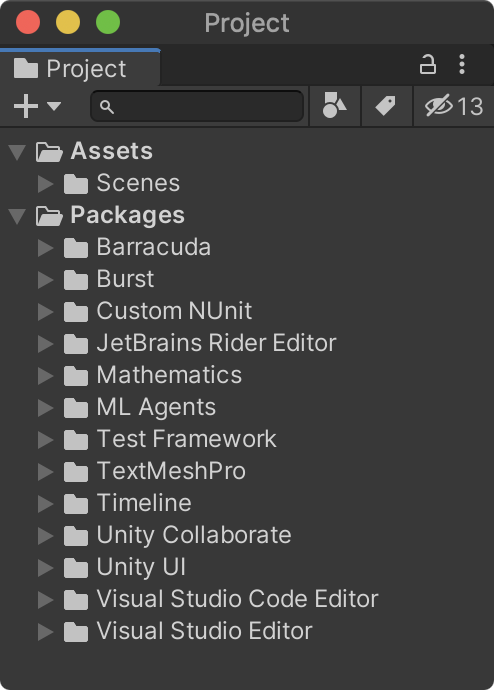 Project
Project
13
Assets
Scenes
Packages
Barracuda
Burst
Custom NUnit
JetBrains Rider Editor
Mathematics
ML Agents
Test Framework
TextMeshPro
Timeline
Unity Collaborate
Unity UI
Visual Studio Code Editor
Visual Studio Editor